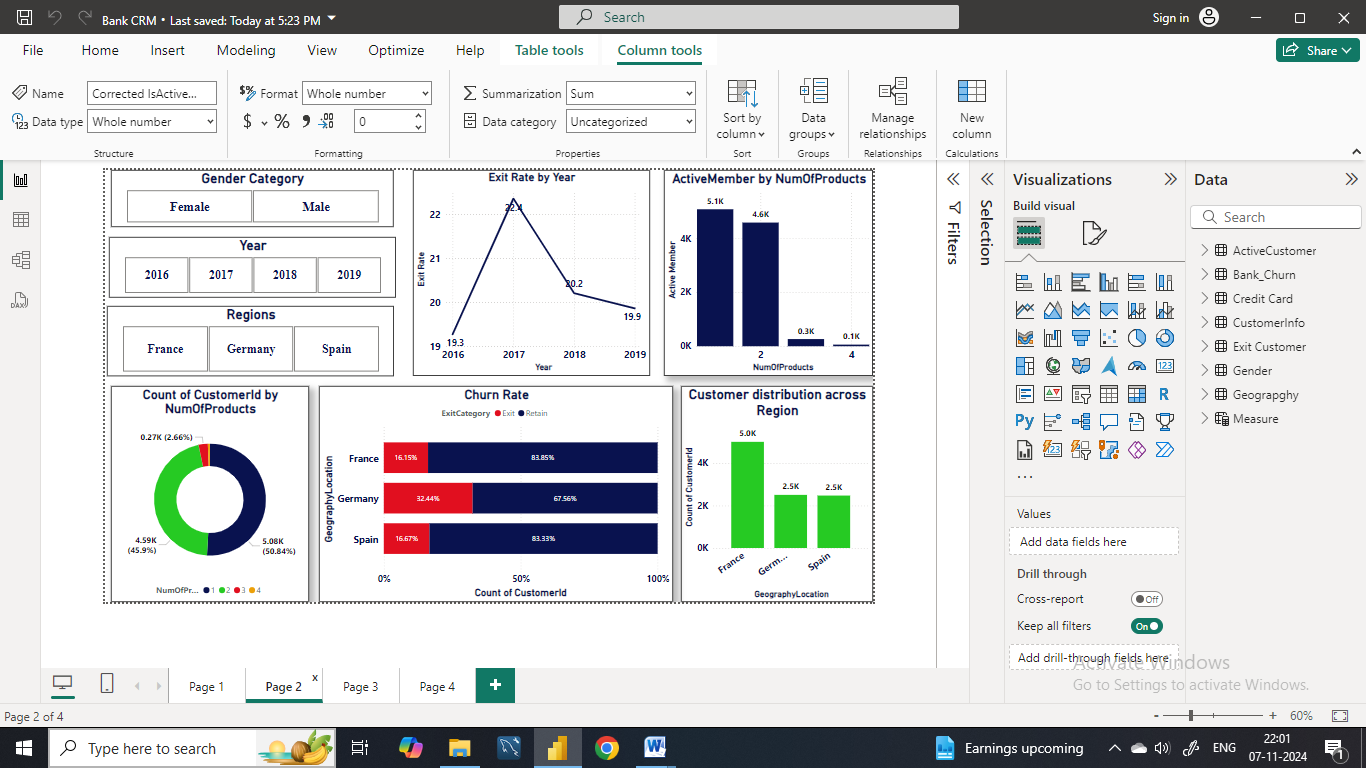 Bank CRM • Last saved: Today at 5:23 PM
Search
Sign in
File Home Insert Modeling View Optimize Help Table tools Column tools
Share
Name Corrected IsActive...
Data type Whole number
Structure
$% Format Whole number
$ % 9 .00 0
Formatting
Summarization Sum
Data category Uncategorized
Properties
Sort by
column
Sort
Data
groups
Groups
Manage
relationships
Relationships
New
column
Calculations
Gender Category
Female Male
Year
2016 2017 2018 2019
Regions
France Germany Spain
Exit Rate by Year
Exit Rate
22
21
20
19
19.3
22.4
20.2
19.9
2016 2017 2018 2019
Year
ActiveMember by NumOfProducts
Active Member
4K
2K
0K
5.1K
4.6K
0.3K
0.1K
2 4
NumOfProducts
Count of CustomerId by
NumOfProducts
0.27K (2.66%)
4.59K
(45.9%)
5.08K
(50.84%)
NumOfPr... 1 2 3 4
Churn Rate
ExitCategory Exit Retain
GeographyLocation
France 16.15% 83.85%
Germany 32.44% 67.56%
Spain 16.67% 83.33%
0% 50% 100%
Count of CustomerId
Customer distribution across
Region
Count of CustomerId
4K
2K
0K
5.0K
2.5K
2.5K
France Germ... Spain
GeographyLocation
Filters
Selection
Visualizations
Build visual
123
R
Py
...
Values
Add data fields here
Drill through
Cross-report Off
Keep all filters On
Add drill-through fields here
Data
Search
ActiveCustomer
Bank_Churn
Credit Card
CustomerInfo
Exit Customer
Gender
Geograpghy
Measure
Activate Windows
Go to Settings to activate Windows.
Page 1 Page 2 x Page 3 Page 4 +
Page 2 of 4
- + 60%
Type here to search
W
Earnings upcoming
ENG
22:01
07-11-2024
1